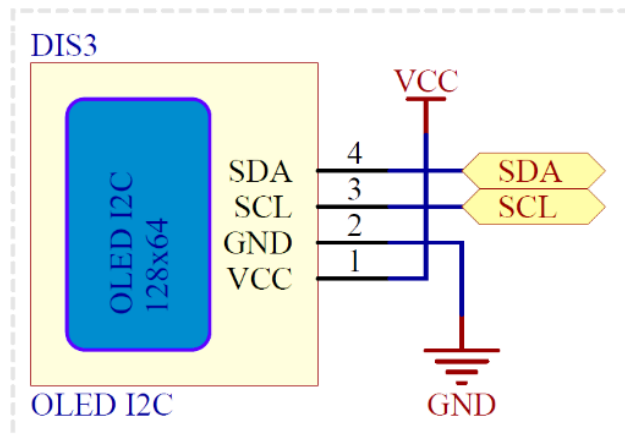 DIS3
VCC
OLED I2C
128x64
SDA 4 SDA
SCL 3 SCL
GND 2
VCC 1
OLED I2C
GND